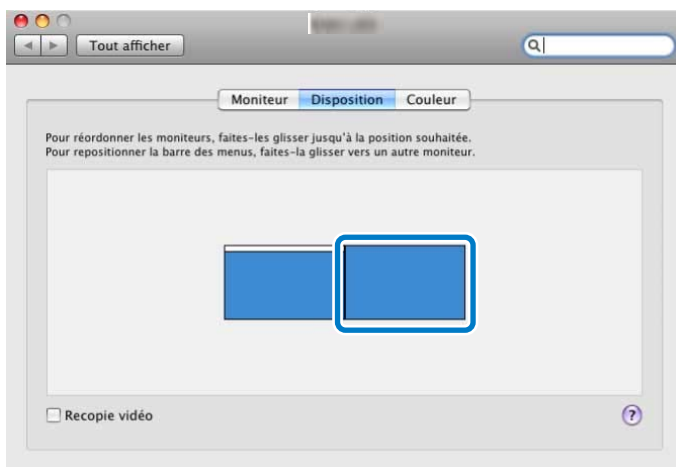 Tout afficher
Moniteur Disposition Couleur
Pour réordonner les moniteurs, faites-les glisser jusqu'à la position souhaitée.
Pour repositionner la barre des menus, faites-la glisser vers un autre moniteur.
Recopie vidéo
?